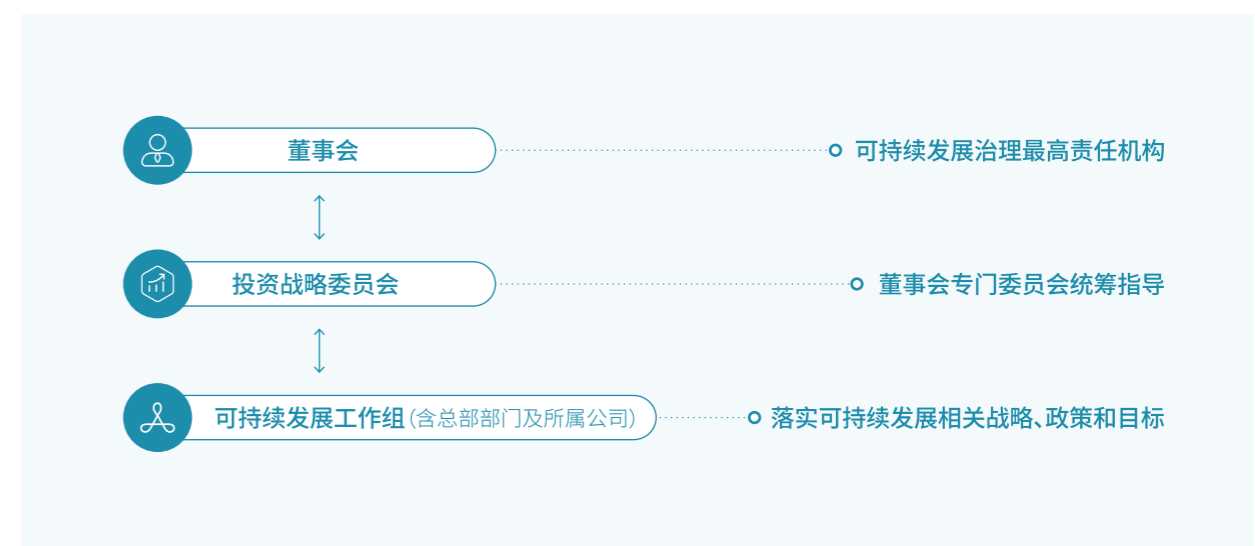 董事会
可持续发展治理最高责任机构
投资战略委员会
董事会专门委员会统筹指导
可持续发展工作组(含总部部门及所属公司)
落实可持续发展相关战略、政策和目标